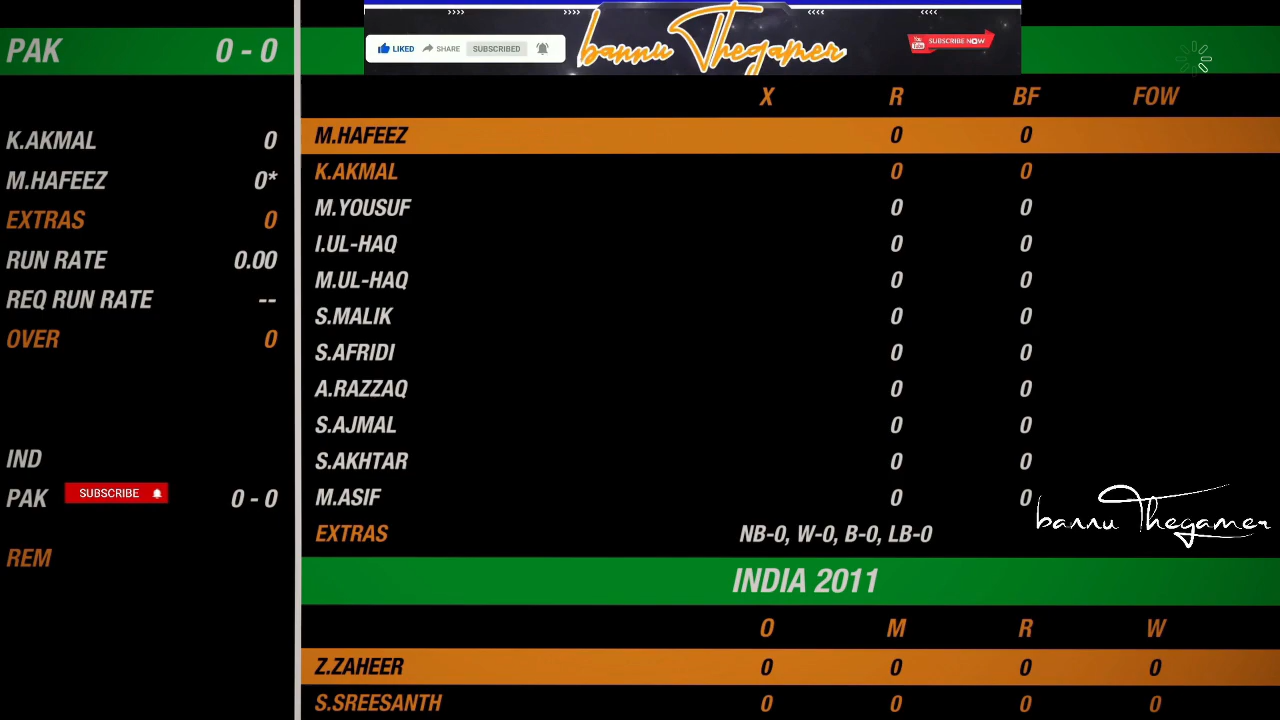 PAK 0 - 0
K.AKMAL 0
M.HAFEEZ 0*
EXTRAS 0
RUN RATE 0.00
REQ RUN RATE --
OVER 0
IND
PAK SUBSCRIBE 0 - 0
REM
>>>> >>>> <<<< <<<<
LIKED SHARE SUBSCRIBED bannu Thegamer YouTube SUBSCRIBE NOW
X R BF FOW
M.HAFEEZ 0 0
K.AKMAL 0 0
M.YOUSUF 0 0
I.UL-HAQ 0 0
M.UL-HAQ 0 0
S.MALIK 0 0
S.AFRIDI 0 0
A.RAZZAQ 0 0
S.AJMAL 0 0
S.AKHTAR 0 0
M.ASIF 0 0
bannu Thegamer
EXTRAS NB-0, W-0, B-0, LB-0
INDIA 2011
O M R W
Z.ZAHEER 0 0 0 0
S.SREESANTH 0 0 0 0